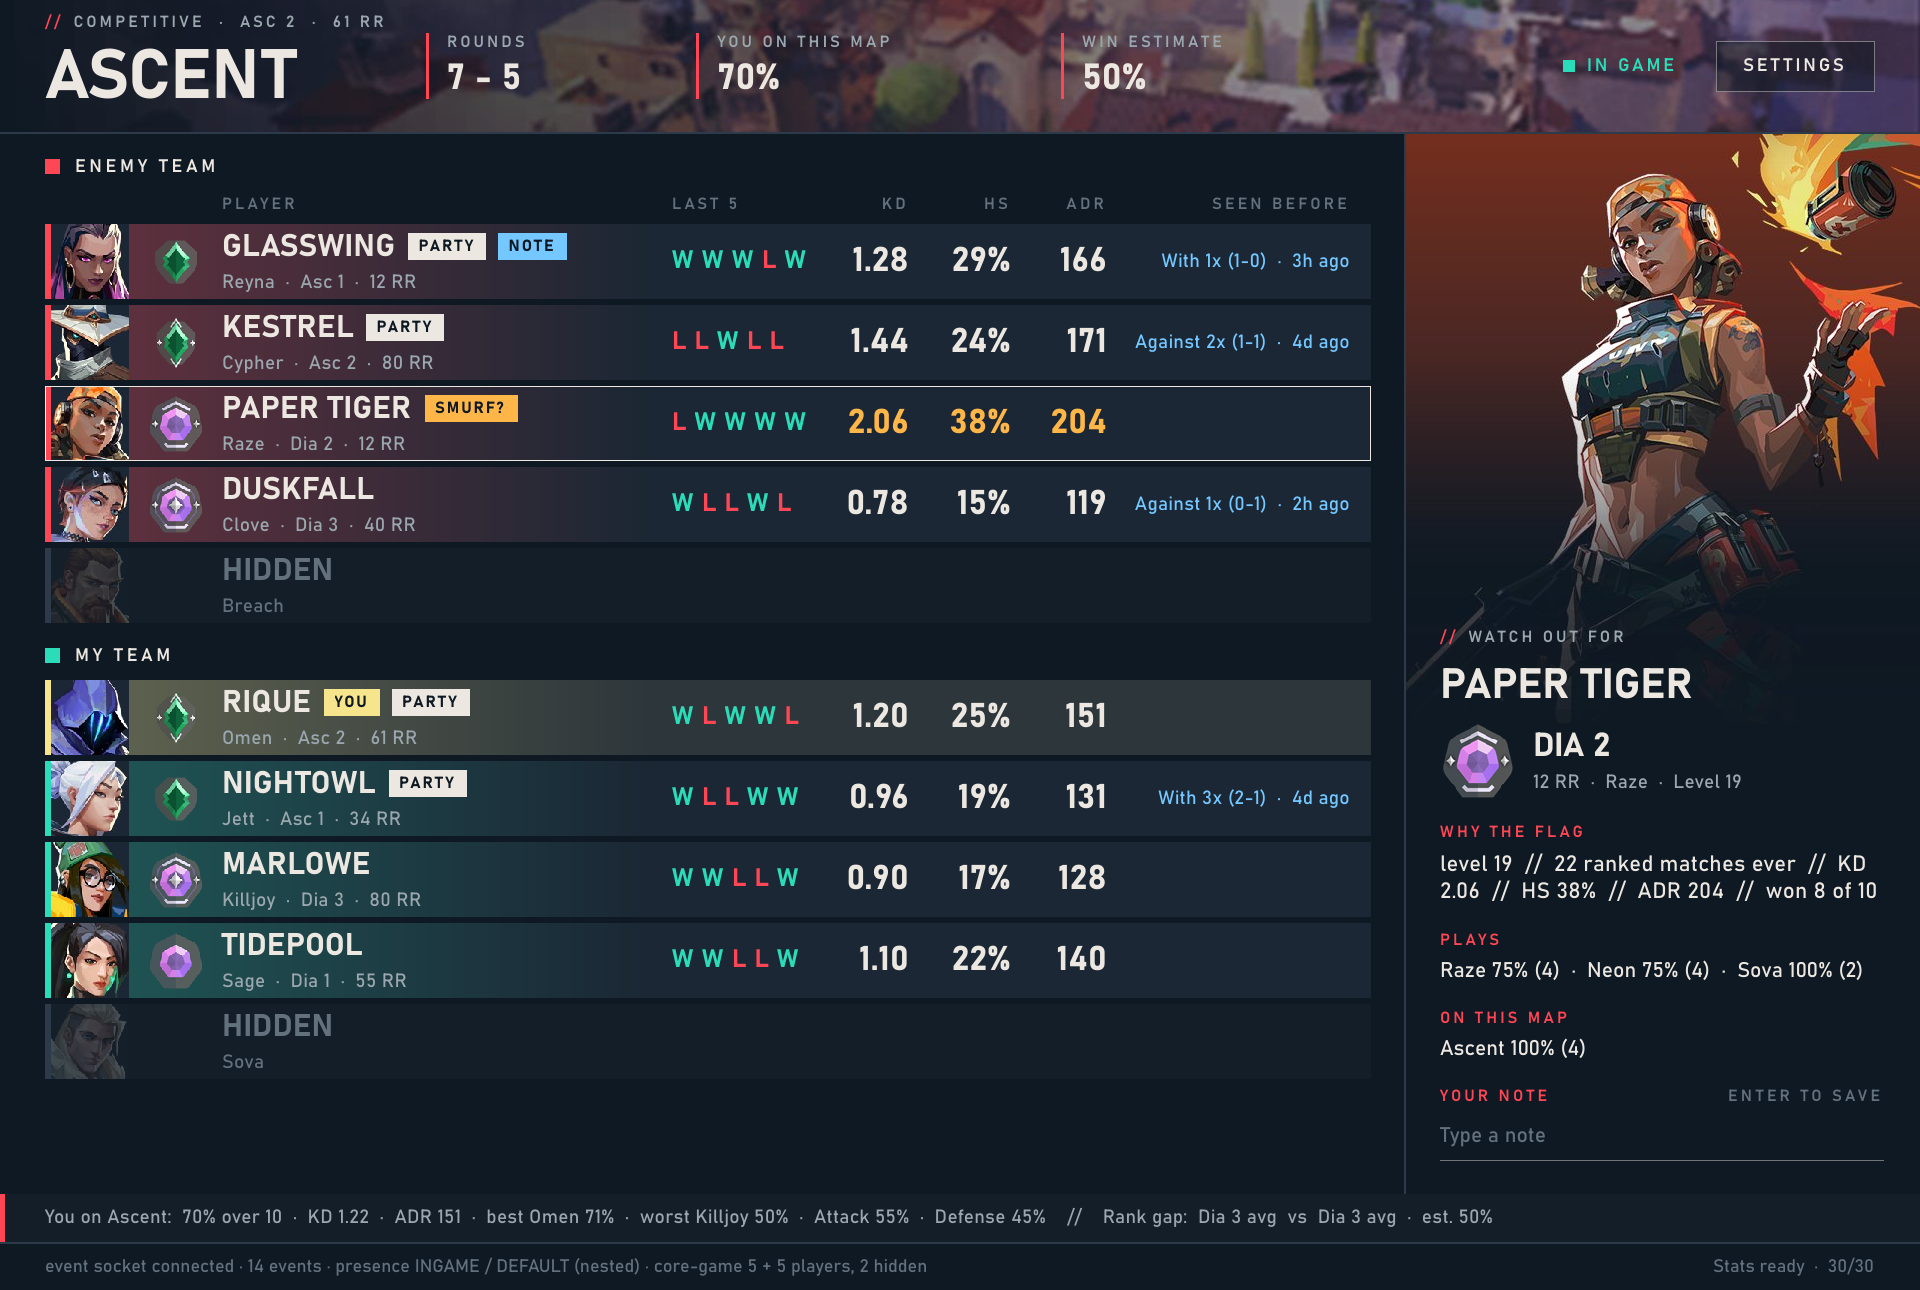 // COMPETITIVE · ASC 2 · 61 RR
ASCENT
ROUNDS
7 - 5
YOU ON THIS MAP
70%
WIN ESTIMATE
50%
IN GAME
SETTINGS
ENEMY TEAM
PLAYER LAST 5 KD HS ADR SEEN BEFORE
GLASSWING PARTY NOTE
Reyna · Asc 1 · 12 RR
W W W L W 1.28 29% 166 With 1x (1-0) · 3h ago
KESTREL PARTY
Cypher · Asc 2 · 80 RR
L L W L L 1.44 24% 171 Against 2x (1-1) · 4d ago
PAPER TIGER SMURF?
Raze · Dia 2 · 12 RR
L W W W W 2.06 38% 204
DUSKFALL
Clove · Dia 3 · 40 RR
W L L W L 0.78 15% 119 Against 1x (0-1) · 2h ago
HIDDEN
Breach
MY TEAM
RIQUE YOU PARTY
Omen · Asc 2 · 61 RR
W L W W L 1.20 25% 151
NIGHTOWL PARTY
Jett · Asc 1 · 34 RR
W L L W W 0.96 19% 131 With 3x (2-1) · 4d ago
MARLOWE
Killjoy · Dia 3 · 80 RR
W W L L W 0.90 17% 128
TIDEPOOL
Sage · Dia 1 · 55 RR
W W L L W 1.10 22% 140
HIDDEN
Sova
// WATCH OUT FOR
PAPER TIGER
DIA 2
12 RR · Raze · Level 19
WHY THE FLAG
level 19 // 22 ranked matches ever // KD
2.06 // HS 38% // ADR 204 // won 8 of 10
PLAYS
Raze 75% (4) · Neon 75% (4) · Sova 100% (2)
ON THIS MAP
Ascent 100% (4)
YOUR NOTE ENTER TO SAVE
Type a note
You on Ascent: 70% over 10 · KD 1.22 · ADR 151 · best Omen 71% · worst Killjoy 50% · Attack 55% · Defense 45% // Rank gap: Dia 3 avg vs Dia 3 avg · est. 50%
event socket connected · 14 events · presence INGAME / DEFAULT (nested) · core-game 5 + 5 players, 2 hidden
Stats ready · 30/30